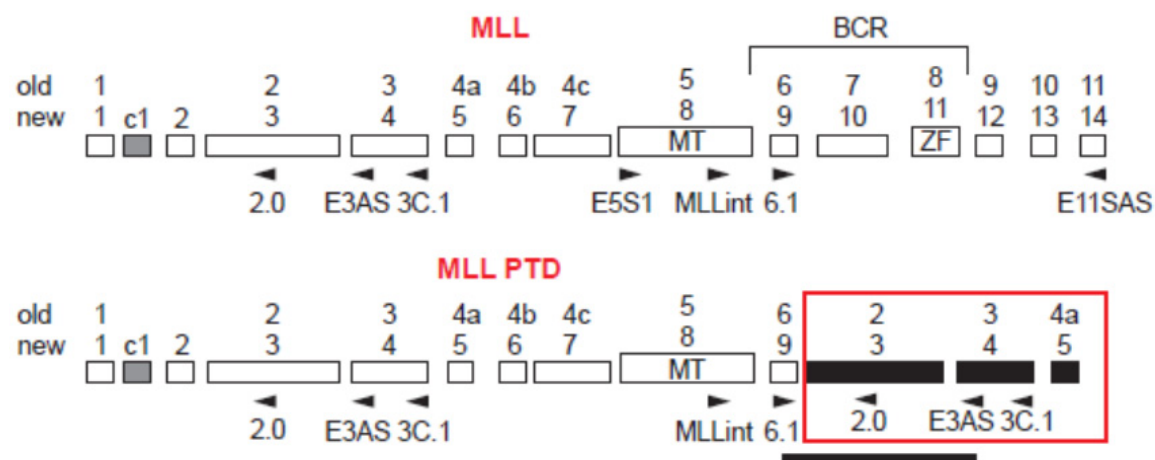 MLL BCR
old 1 2 3 4a 4b 4c 5 6 7 8 9 10 11
new 1 c1 2 3 4 5 6 7 8 9 10 11 12 13 14
MT ZF
2.0 E3AS 3C.1 E5S1 MLLint 6.1 E11SAS
MLL PTD
old 1 2 3 4a 4b 4c 5 6 2 3 4a
new 1 c1 2 3 4 5 6 7 8 9 3 4 5
MT
2.0 E3AS 3C.1 MLLint 6.1 2.0 E3AS 3C.1